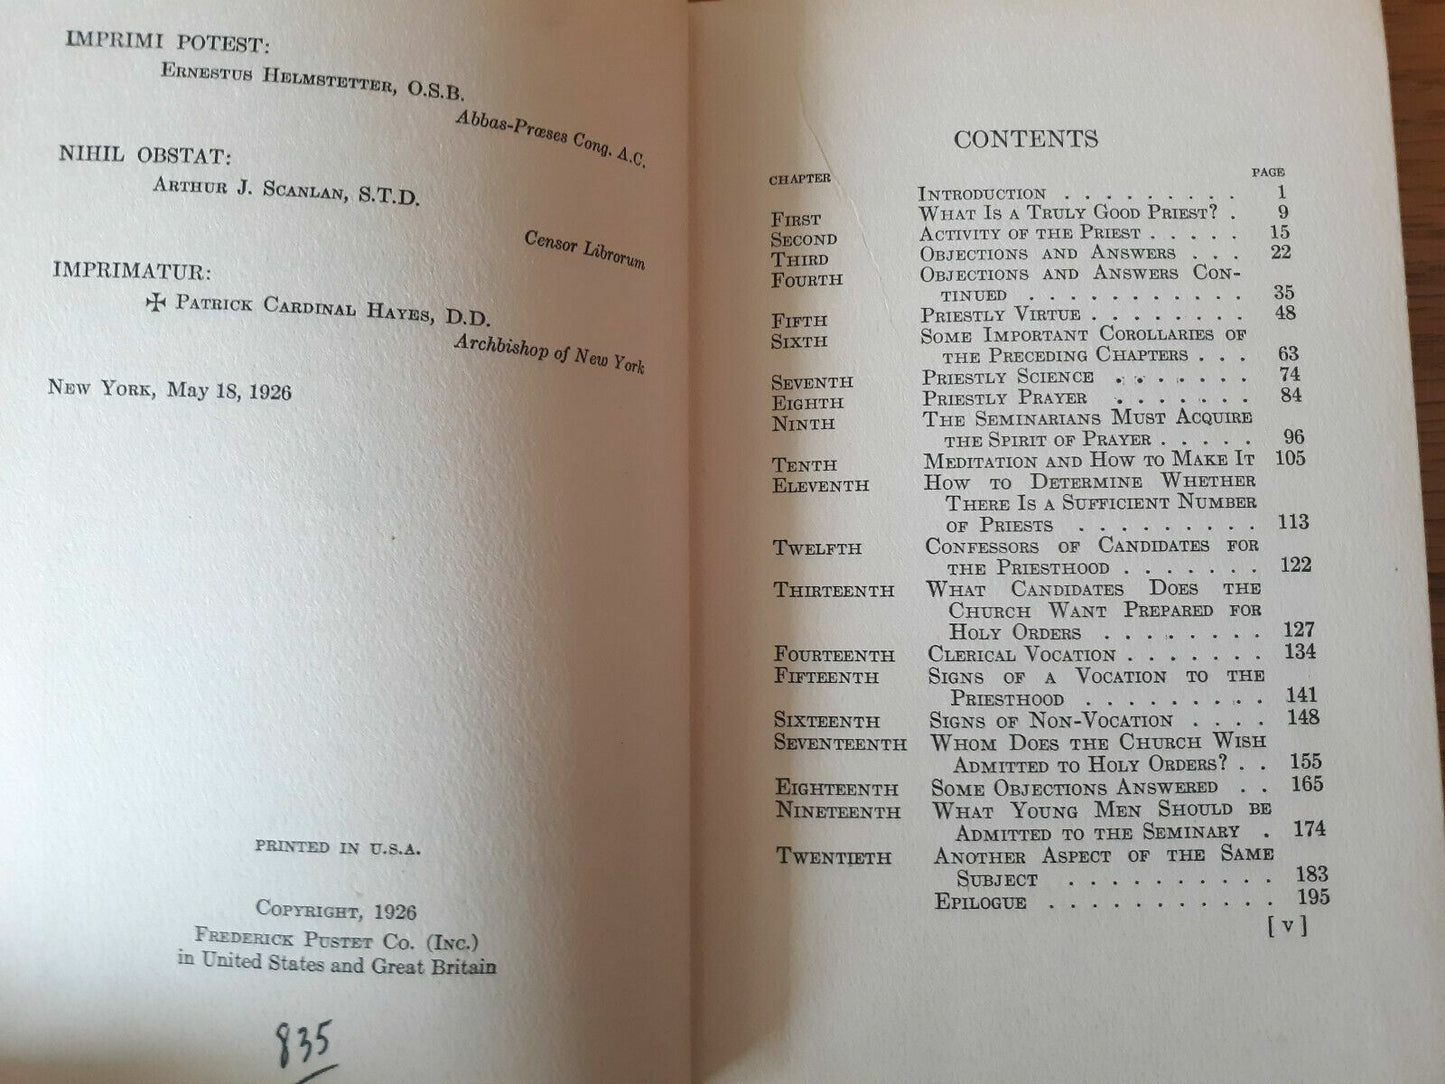 IMPRIMI POTEST:
ERNESTUS HELMSTETTER, O.S.B.
Abbas-Præses Cong. A.C.
NIHIL OBSTAT:
ARTHUR J. SCANLAN, S.T.D.
Censor Librorum
IMPRIMATUR:
✠ PATRICK CARDINAL HAYES, D.D.
Archbishop of New York
NEW YORK, May 18, 1926
PRINTED IN U.S.A.
COPYRIGHT, 1926
FREDERICK PUSTET CO. (INC.)
in United States and Great Britain
835
CONTENTS
CHAPTER PAGE
INTRODUCTION . . . . . . . . . 1
FIRST WHAT IS A TRULY GOOD PRIEST? . 9
SECOND ACTIVITY OF THE PRIEST . . . . . 15
THIRD OBJECTIONS AND ANSWERS . . . 22
FOURTH OBJECTIONS AND ANSWERS CON-
TINUED . . . . . . . . . . . 35
FIFTH PRIESTLY VIRTUE . . . . . . . . 48
SIXTH SOME IMPORTANT COROLLARIES OF
THE PRECEDING CHAPTERS . . . 63
SEVENTH PRIESTLY SCIENCE . . . . . . . 74
EIGHTH PRIESTLY PRAYER . . . . . . . 84
NINTH THE SEMINARIANS MUST ACQUIRE
THE SPIRIT OF PRAYER . . . . . 96
TENTH MEDITATION AND HOW TO MAKE IT 105
ELEVENTH HOW TO DETERMINE WHETHER
THERE IS A SUFFICIENT NUMBER
OF PRIESTS . . . . . . . . . 113
TWELFTH CONFESSORS OF CANDIDATES FOR
THE PRIESTHOOD . . . . . . . 122
THIRTEENTH WHAT CANDIDATES DOES THE
CHURCH WANT PREPARED FOR
HOLY ORDERS . . . . . . . . 127
FOURTEENTH CLERICAL VOCATION . . . . . . . 134
FIFTEENTH SIGNS OF A VOCATION TO THE
PRIESTHOOD . . . . . . . . . 141
SIXTEENTH SIGNS OF NON-VOCATION . . . . 148
SEVENTEENTH WHOM DOES THE CHURCH WISH
ADMITTED TO HOLY ORDERS? . . 155
EIGHTEENTH SOME OBJECTIONS ANSWERED . . 165
NINETEENTH WHAT YOUNG MEN SHOULD BE
ADMITTED TO THE SEMINARY . 174
TWENTIETH ANOTHER ASPECT OF THE SAME
SUBJECT . . . . . . . . . . 183
EPILOGUE . . . . . . . . . . . 195
[ v ]